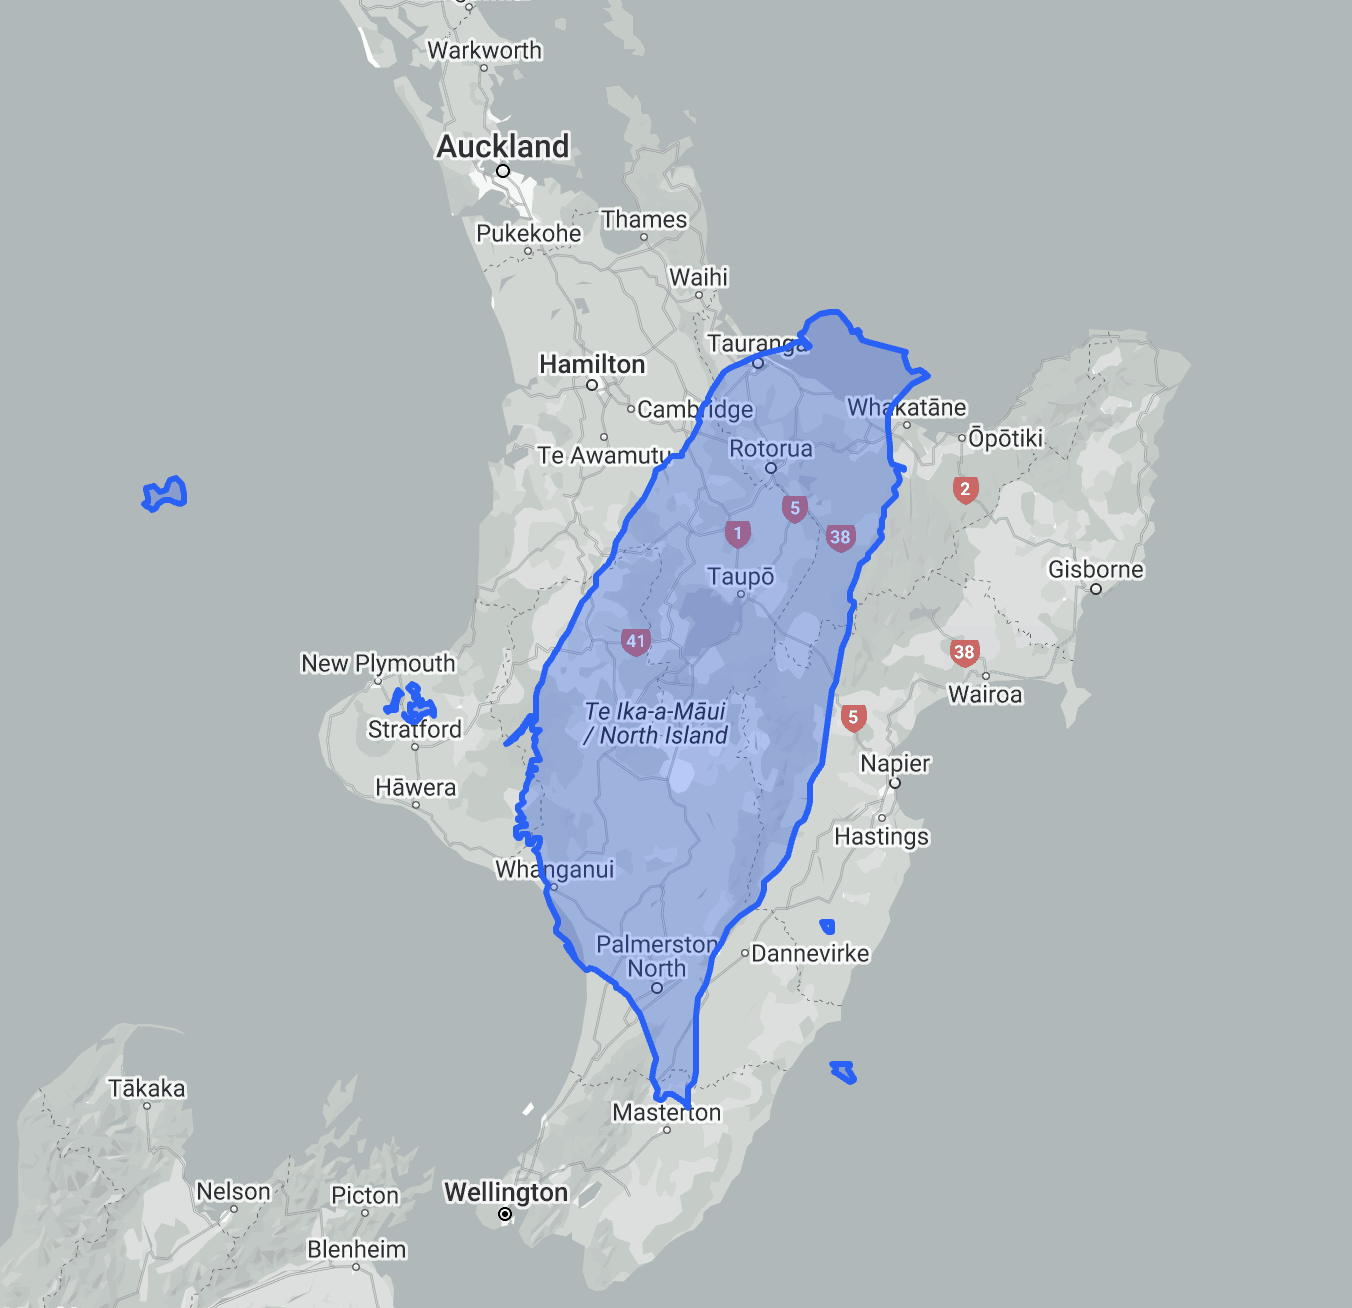 Warkworth
Auckland
Thames
Pukekohe
Waihi
Tauranga
Hamilton
Cambridge
Whakatāne
Ōpōtiki
Te Awamutu
Rotorua
2
5
1
38
Gisborne
Taupō
41
38
New Plymouth
Wairoa
Te Ika-a-Māui
/ North Island
5
Stratford
Napier
Hāwera
Hastings
Whanganui
Palmerston
North
Dannevirke
Tākaka
Masterton
Nelson
Picton
Wellington
Blenheim